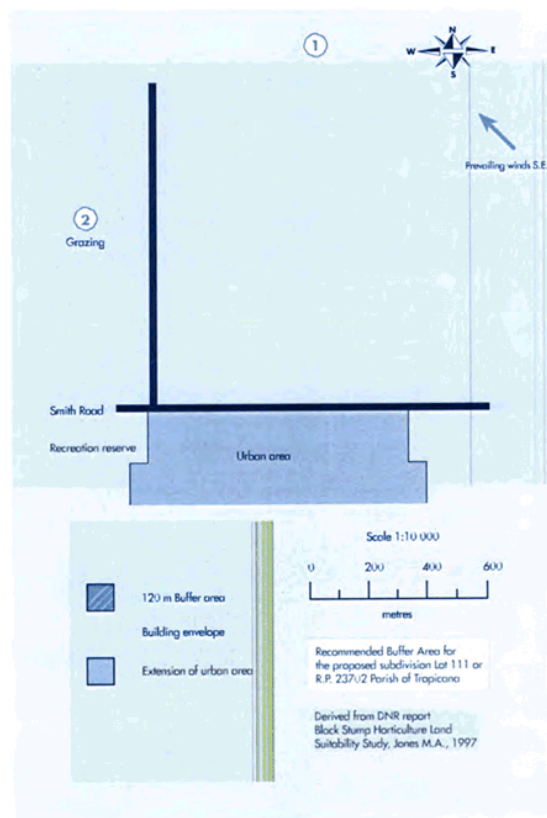 1
N
W E
S
Prevailing winds S.E.
2
Grazing
Smith Road
Recreation reserve
Urban area
Scale 1:10 000
0 200 400 600
metres
120 m Buffer area
Building envelope
Extension of urban area
Recommended Buffer Area for
the proposed subdivision Lot 111 or
R.P. 23702 Parish of Tropicana
Derived from DNR report
Black Stump Horticulture Land
Suitability Study, Jones M.A., 1997